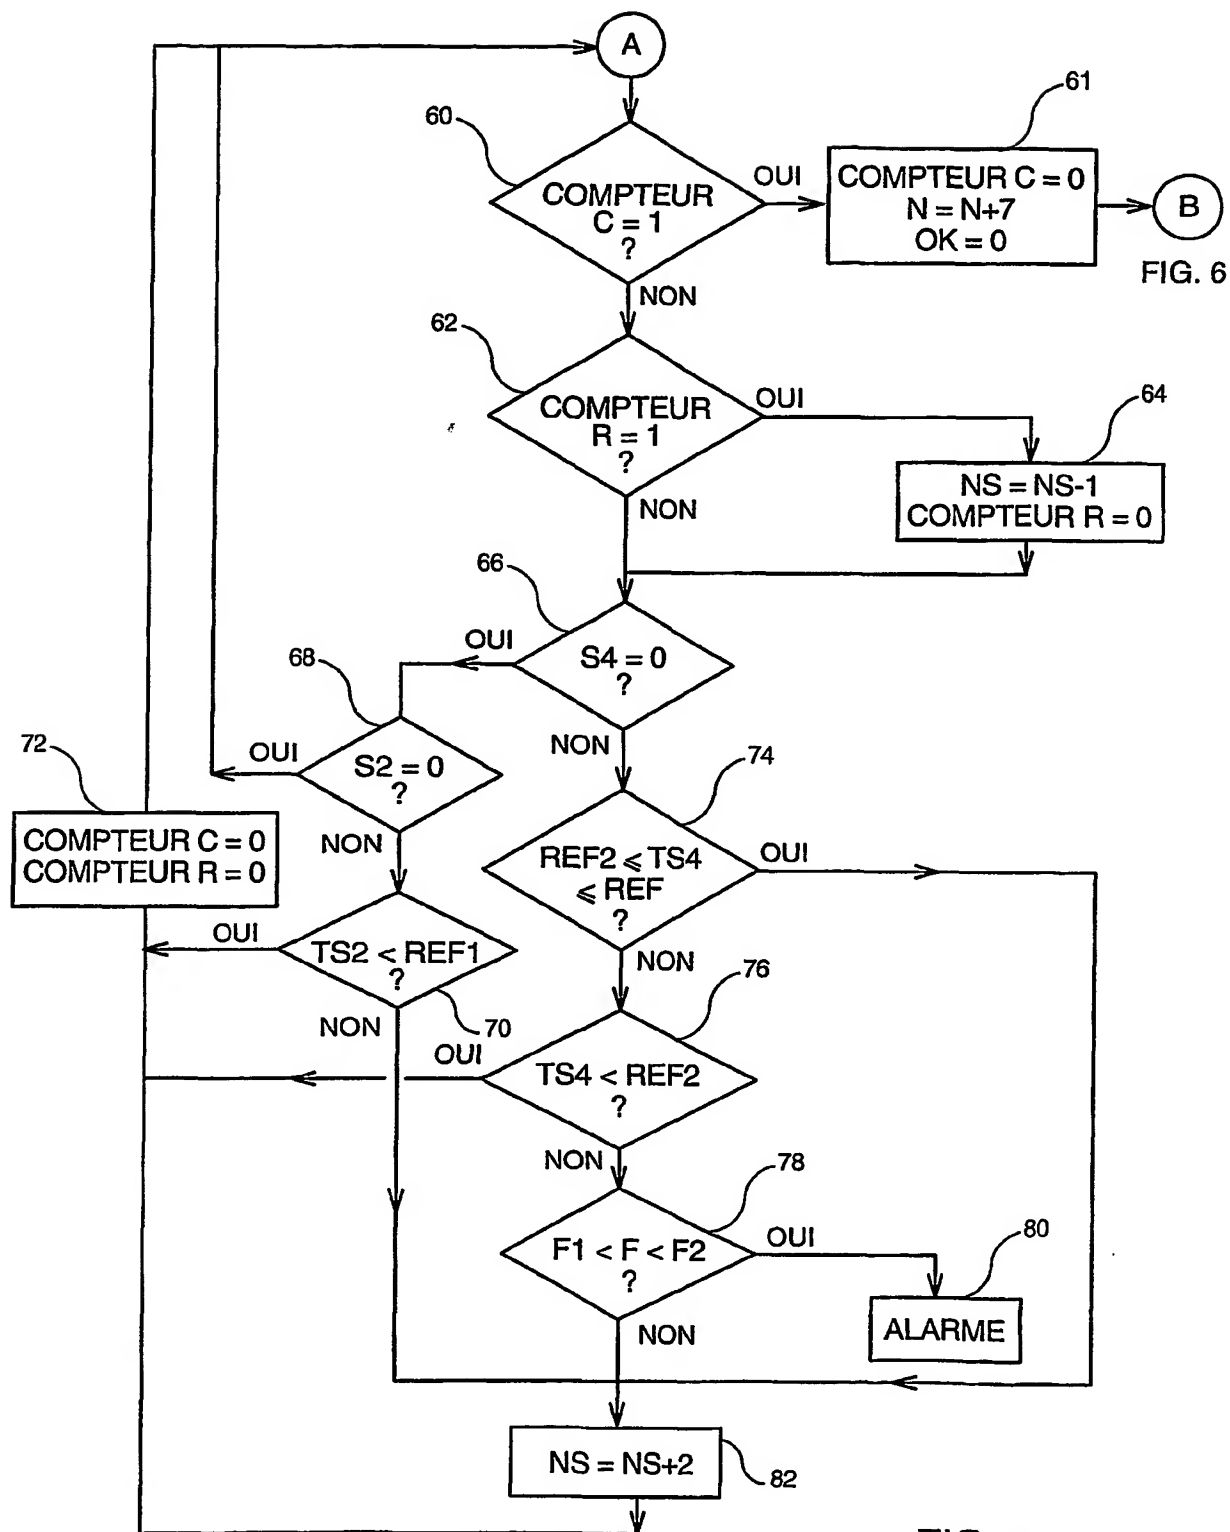 A
60
COMPTEUR
C = 1
?
OUI
61
COMPTEUR C = 0
N = N+7
OK = 0
B
FIG. 6
NON
62
COMPTEUR
R = 1
?
OUI
64
NS = NS-1
COMPTEUR R = 0
NON
66
S4 = 0
?
OUI
68
S2 = 0
?
OUI
NON
72
COMPTEUR C = 0
COMPTEUR R = 0
NON
74
REF2 ⩽ TS4
⩽ REF
?
OUI
OUI
TS2 < REF1
?
70
NON
NON
76
OUI
TS4 < REF2
?
NON
78
F1 < F < F2
?
OUI
80
ALARME
NON
NS = NS+2
82